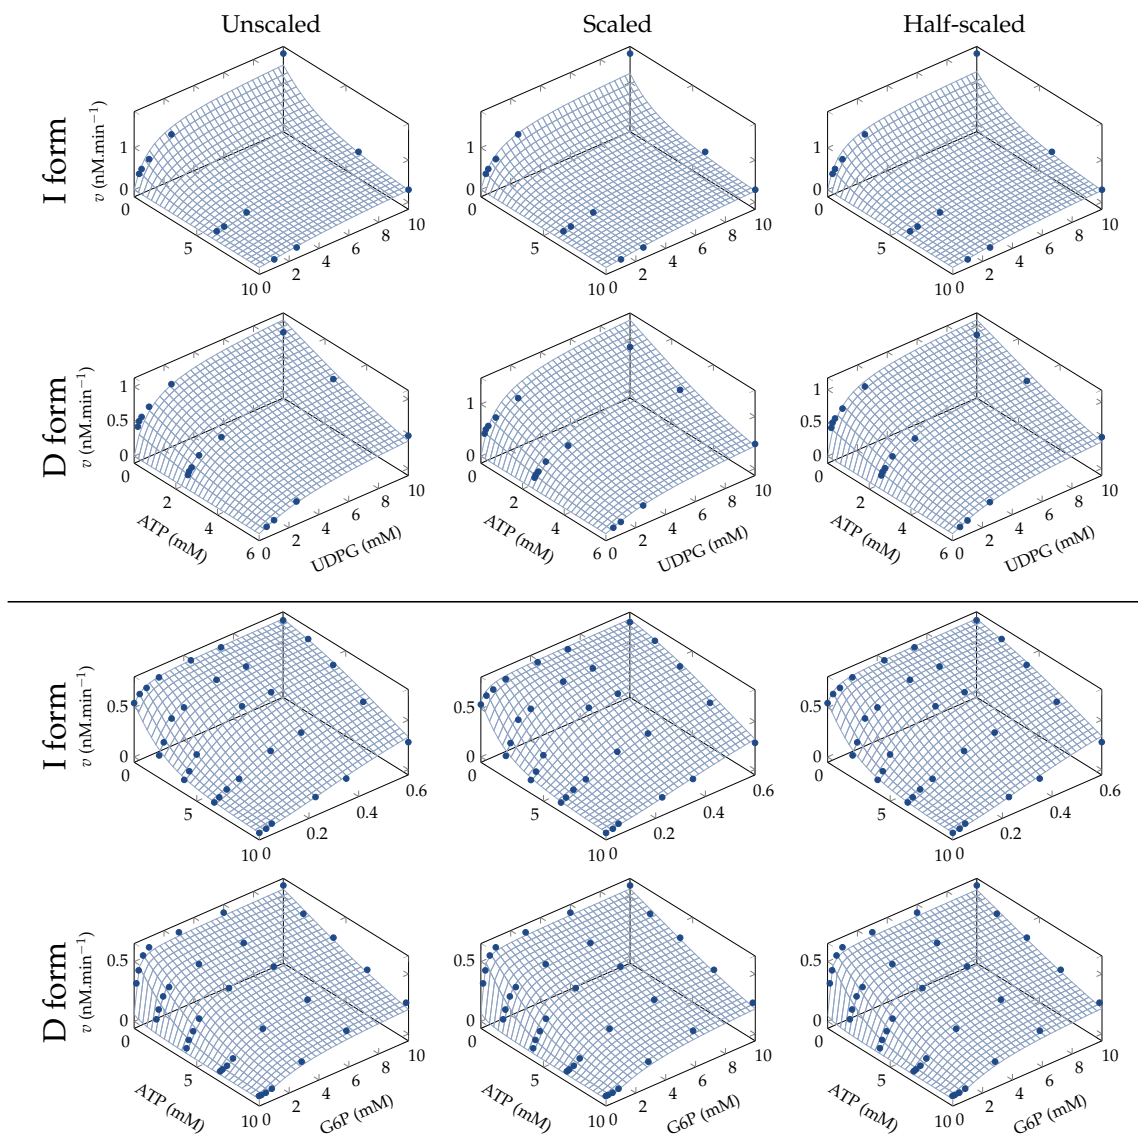 Unscaled Scaled Half-scaled
I form
v (nM.min⁻¹)
1 1 1
0 0 0
0 0 0
5 5 5
10 10 10
0 2 4 6 8 10 0 2 4 6 8 10 0 2 4 6 8 10
D form
v (nM.min⁻¹)
1 1 1
0.5 0.5
0 0 0
0 0 0
2 2 2
4 4 4
6 6 6
0 2 4 6 8 10 0 2 4 6 8 10 0 2 4 6 8 10
ATP (mM) UDPG (mM) ATP (mM) UDPG (mM) ATP (mM) UDPG (mM)
I form
v (nM.min⁻¹)
0.5 0.5 0.5
0 0 0
0 0 0
5 5 5
10 10 10
0 0.2 0.4 0.6 0 0.2 0.4 0.6 0 0.2 0.4 0.6
D form
v (nM.min⁻¹)
0.5 0.5 0.5
0 0 0
0 0 0
5 5 5
10 10 10
0 2 4 6 8 10 0 2 4 6 8 10 0 2 4 6 8 10
ATP (mM) G6P (mM) ATP (mM) G6P (mM) ATP (mM) G6P (mM)